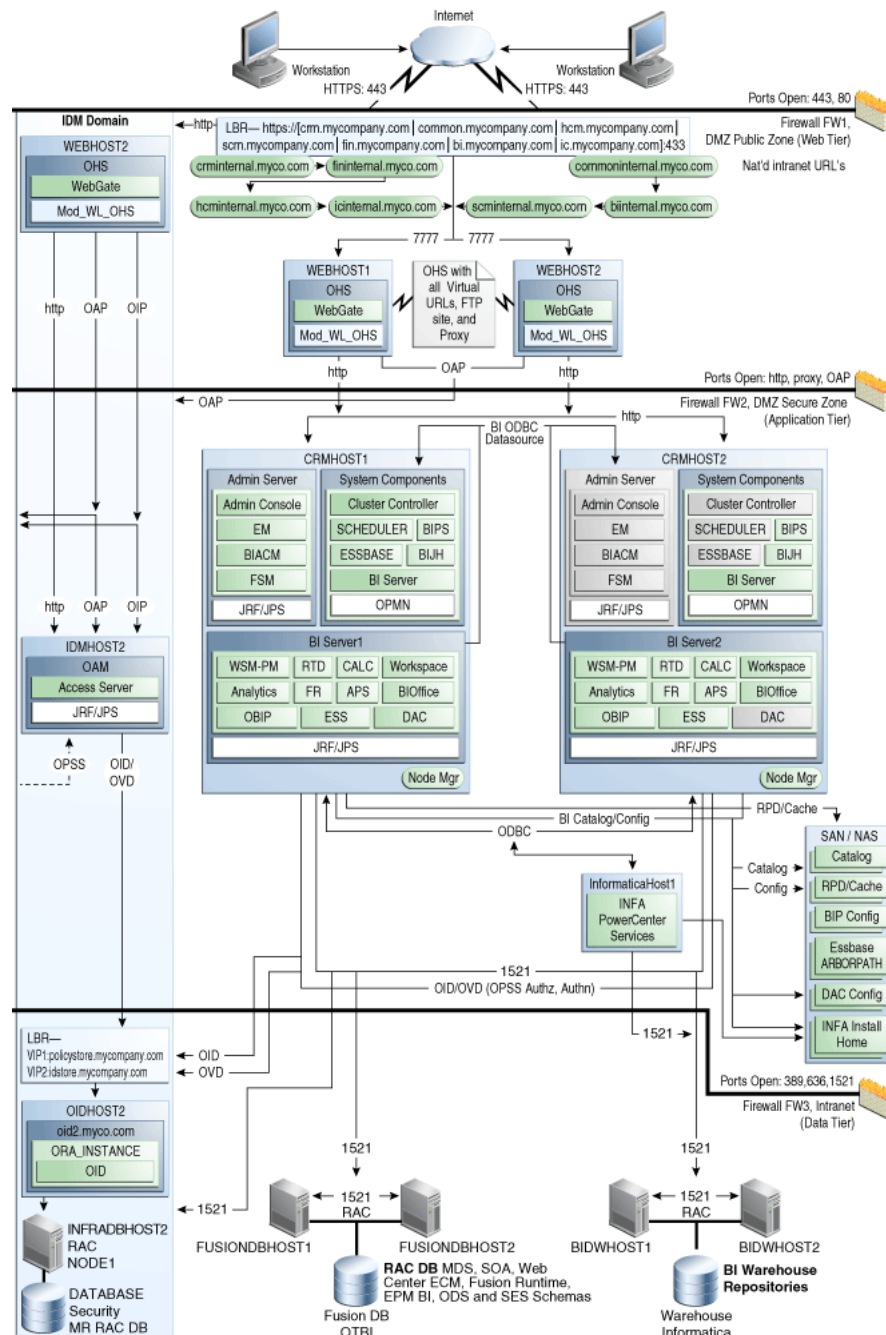 Internet
Workstation
Workstation
HTTPS: 443
HTTPS: 443
Ports Open: 443, 80
Firewall FW1,
DMZ Public Zone (Web Tier)
Nat'd intranet URL's
IDM Domain
WEBHOST2
OHS
WebGate
Mod_WL_OHS
http
LBR— https://[crm.mycompany.com | common.mycompany.com | hcm.mycompany.com |
scm.mycompany.com | fin.mycompany.com | bi.mycompany.com | ic.mycompany.com]:433
crminternal.myco.com
fininternal.myco.com
commoninternal.myco.com
hcminternal.myco.com
icinternal.myco.com
scminternal.myco.com
biinternal.myco.com
7777
7777
WEBHOST1
OHS
WebGate
Mod_WL_OHS
OHS with
all Virtual
URLs, FTP
site, and
Proxy
WEBHOST2
OHS
WebGate
Mod_WL_OHS
http
OAP
OIP
http
OAP
http
Ports Open: http, proxy, OAP
Firewall FW2, DMZ Secure Zone
(Application Tier)
OAP
http
BI ODBC
Datasource
CRMHOST1
Admin Server
Admin Console
EM
BIACM
FSM
JRF/JPS
System Components
Cluster Controller
SCHEDULER
BIPS
ESSBASE
BIJH
BI Server
OPMN
BI Server1
WSM-PM
RTD
CALC
Workspace
Analytics
FR
APS
BIOffice
OBIP
ESS
DAC
JRF/JPS
Node Mgr
CRMHOST2
Admin Server
Admin Console
EM
BIACM
FSM
JRF/JPS
System Components
Cluster Controller
SCHEDULER
BIPS
ESSBASE
BIJH
BI Server
OPMN
BI Server2
WSM-PM
RTD
CALC
Workspace
Analytics
FR
APS
BIOffice
OBIP
ESS
DAC
JRF/JPS
Node Mgr
http
OAP
OIP
IDMHOST2
OAM
Access Server
JRF/JPS
OPSS
OID/
OVD
RPD/Cache
BI Catalog/Config
ODBC
Catalog
Config
SAN / NAS
Catalog
RPD/Cache
BIP Config
Essbase
ARBORPATH
DAC Config
INFA Install
Home
InformaticaHost1
INFA
PowerCenter
Services
1521
OID/OVD (OPSS Authz, Authn)
1521
LBR—
VIP1:policystore.mycompany.com
VIP2:idstore.mycompany.com
OID
OVD
Ports Open: 389,636,1521
Firewall FW3, Intranet
(Data Tier)
OIDHOST2
oid2.myco.com
ORA_INSTANCE
OID
1521
1521
1521
INFRADBHOST2
RAC
NODE1
DATABASE
Security
MR RAC DB
1521
RAC
FUSIONDBHOST1
FUSIONDBHOST2
RAC DB MDS, SOA, Web
Center ECM, Fusion Runtime,
EPM BI, ODS and SES Schemas
Fusion DB
OTBI
1521
RAC
BIDWHOST1
BIDWHOST2
BI Warehouse
Repositories
Warehouse
Informatica